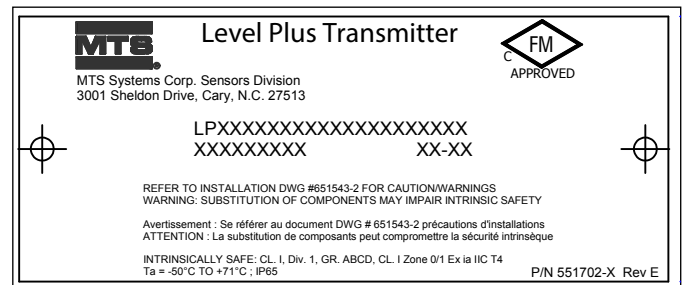 MTS
Level Plus Transmitter
FM
C
APPROVED
MTS Systems Corp. Sensors Division
3001 Sheldon Drive, Cary, N.C. 27513
LPXXXXXXXXXXXXXXXXXXXX
XXXXXXXXX XX-XX
REFER TO INSTALLATION DWG #651543-2 FOR CAUTION/WARNINGS
WARNING: SUBSTITUTION OF COMPONENTS MAY IMPAIR INTRINSIC SAFETY
Avertissement : Se référer au document DWG # 651543-2 précautions d'installations
ATTENTION : La substitution de composants peut compromettre la sécurité intrinsèque
INTRINSICALLY SAFE: CL. I, Div. 1, GR. ABCD, CL. I Zone 0/1 Ex ia IIC T4
Ta = -50°C TO +71°C ; IP65
P/N 551702-X Rev E